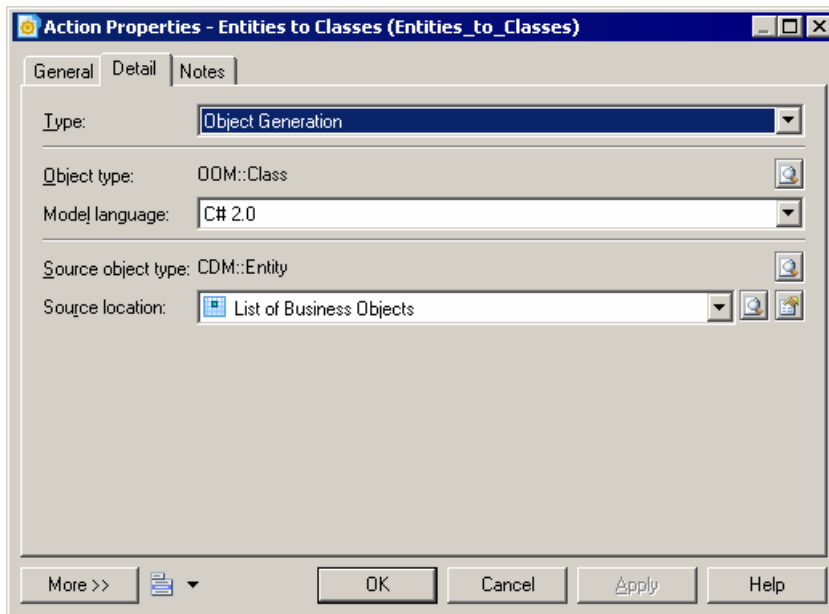 Action Properties - Entities to Classes (Entities_to_Classes)
General Detail Notes
Type: Object Generation
Object type: OOM::Class
Model language: C# 2.0
Source object type: CDM::Entity
Source location: List of Business Objects
More >> OK Cancel Apply Help